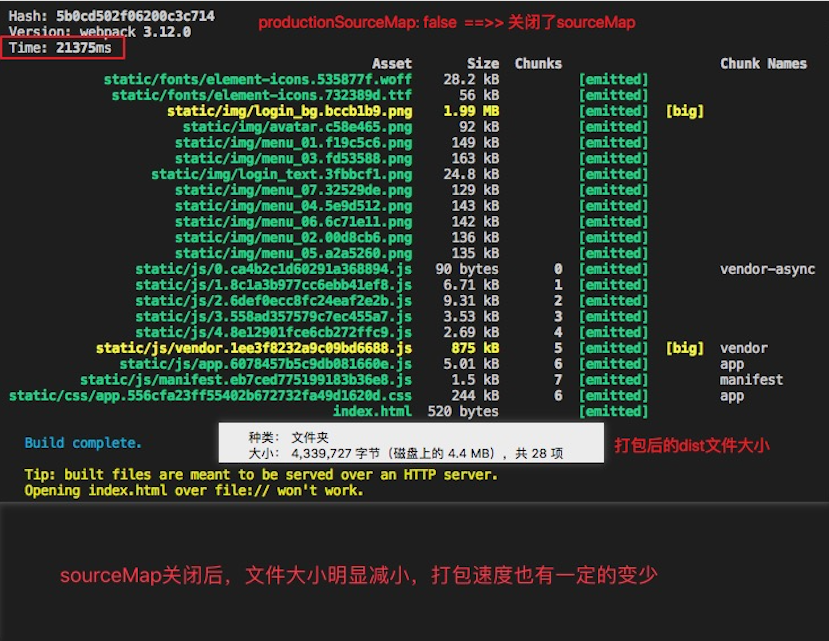 Hash: 5b0cd502f06200c3c714
productionSourceMap: false ==>> 关闭了sourceMap
Version: webpack 3.12.0
Time: 21375ms
Asset Size Chunks Chunk Names
static/fonts/element-icons.535877f.woff 28.2 kB [emitted]
static/fonts/element-icons.732389d.ttf 56 kB [emitted]
static/img/login_bg.bccb1b9.png 1.99 MB [emitted] [big]
static/img/avatar.c58e465.png 92 kB [emitted]
static/img/menu_01.f19c5c6.png 149 kB [emitted]
static/img/menu_03.fd53588.png 163 kB [emitted]
static/img/login_text.3fbbcf1.png 24.8 kB [emitted]
static/img/menu_07.32529de.png 129 kB [emitted]
static/img/menu_04.5e9d512.png 143 kB [emitted]
static/img/menu_06.6c71e11.png 142 kB [emitted]
static/img/menu_02.00d8cb6.png 136 kB [emitted]
static/img/menu_05.a2a5260.png 135 kB [emitted]
static/js/0.ca4b2c1d60291a368894.js 90 bytes 0 [emitted] vendor-async
static/js/1.8c1a3b977cc6ebb41ef8.js 6.71 kB 1 [emitted]
static/js/2.6def0ecc8fc24eaf2e2b.js 9.31 kB 2 [emitted]
static/js/3.558ad357579c7ec455a7.js 3.53 kB 3 [emitted]
static/js/4.8e12901fce6cb272ffc9.js 2.69 kB 4 [emitted]
static/js/vendor.1ee3f8232a9c09bd6688.js 875 kB 5 [emitted] [big] vendor
static/js/app.6078457b5c9db081660e.js 5.01 kB 6 [emitted] app
static/js/manifest.eb7ced775199183b36e8.js 1.5 kB 7 [emitted] manifest
static/css/app.556cfa23ff55402b672732fa49d1620d.css 244 kB 6 [emitted] app
index.html 520 bytes [emitted]
Build complete.
种类： 文件夹
大小： 4,339,727 字节（磁盘上的 4.4 MB），共 28 项
打包后的dist文件大小
Tip: built files are meant to be served over an HTTP server.
Opening index.html over file:// won't work.
sourceMap关闭后，文件大小明显减小，打包速度也有一定的变少